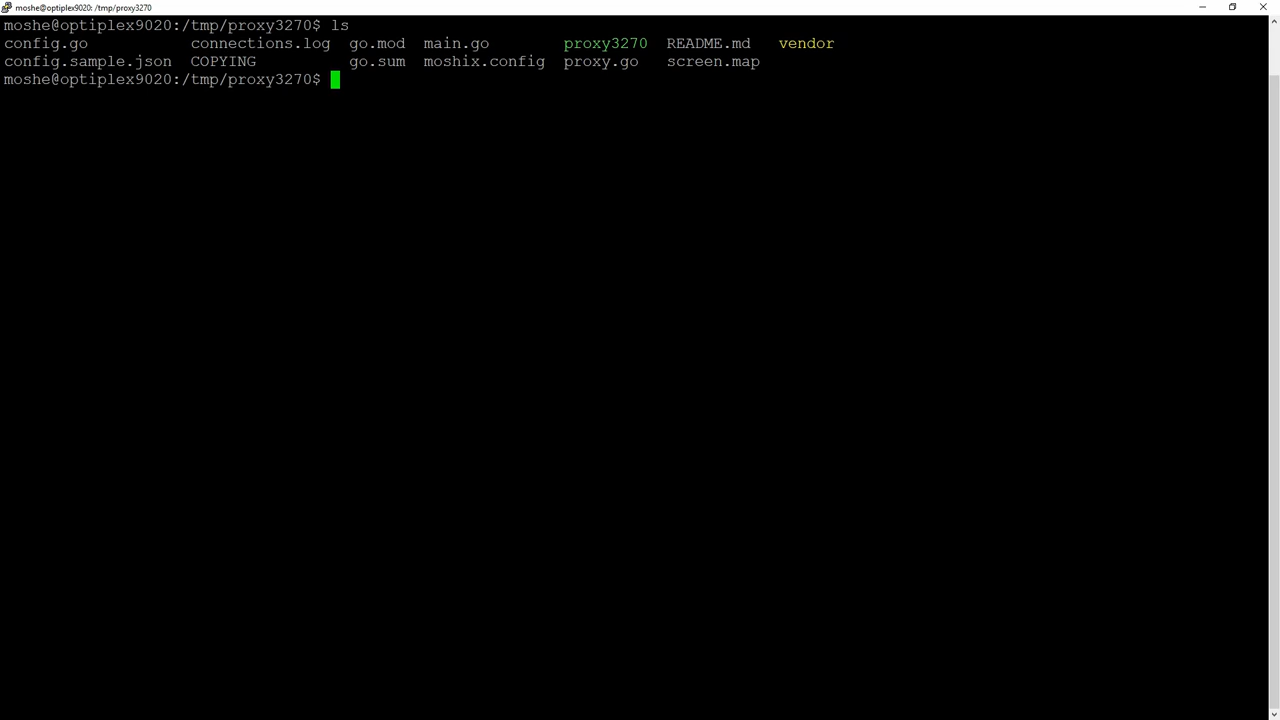 moshe@optiplex9020: /tmp/proxy3270
moshe@optiplex9020:/tmp/proxy3270$ ls
config.go connections.log go.mod main.go proxy3270 README.md vendor
config.sample.json COPYING go.sum moshix.config proxy.go screen.map
moshe@optiplex9020:/tmp/proxy3270$